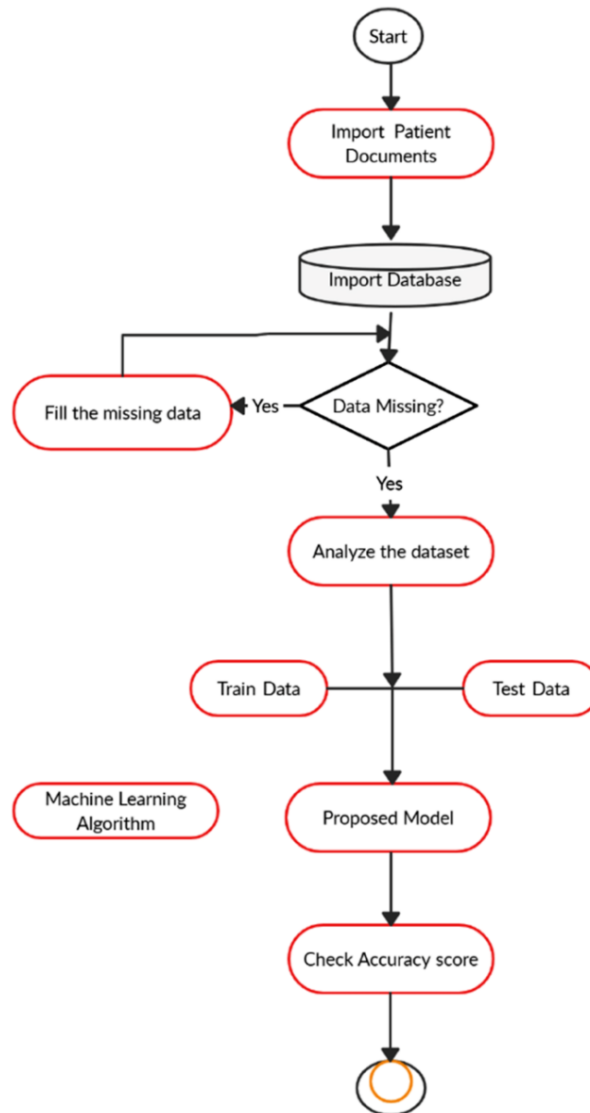 Start
Import Patient
Documents
Import Database
Data Missing?
Yes
Fill the missing data
Yes
Analyze the dataset
Train Data
Test Data
Machine Learning
Algorithm
Proposed Model
Check Accuracy score